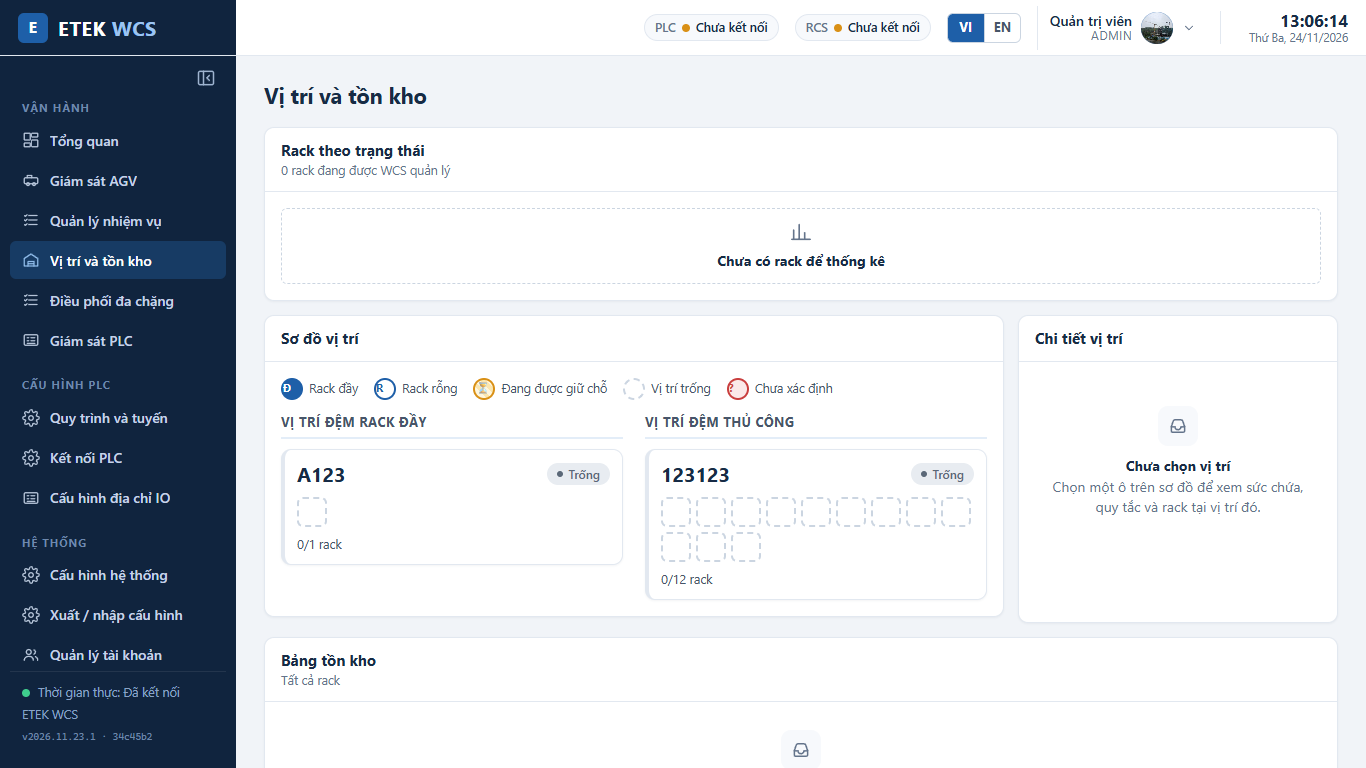 E ETEK WCS
PLC Chưa kết nối
RCS Chưa kết nối
VI EN
Quản trị viên
ADMIN
13:06:14
Thứ Ba, 24/11/2026
VẬN HÀNH
Tổng quan
Giám sát AGV
Quản lý nhiệm vụ
Vị trí và tồn kho
Điều phối đa chặng
Giám sát PLC
CẤU HÌNH PLC
Quy trình và tuyến
Kết nối PLC
Cấu hình địa chỉ IO
HỆ THỐNG
Cấu hình hệ thống
Xuất / nhập cấu hình
Quản lý tài khoản
Thời gian thực: Đã kết nối
ETEK WCS
v2026.11.23.1 · 34c45b2
Vị trí và tồn kho
Rack theo trạng thái
0 rack đang được WCS quản lý
Chưa có rack để thống kê
Sơ đồ vị trí
Đ Rack đầy
R Rack rỗng
⏳ Đang được giữ chỗ
Vị trí trống
? Chưa xác định
VỊ TRÍ ĐỆM RACK ĐẦY
A123
Trống
0/1 rack
VỊ TRÍ ĐỆM THỦ CÔNG
123123
Trống
0/12 rack
Chi tiết vị trí
Chưa chọn vị trí
Chọn một ô trên sơ đồ để xem sức chứa,
quy tắc và rack tại vị trí đó.
Bảng tồn kho
Tất cả rack